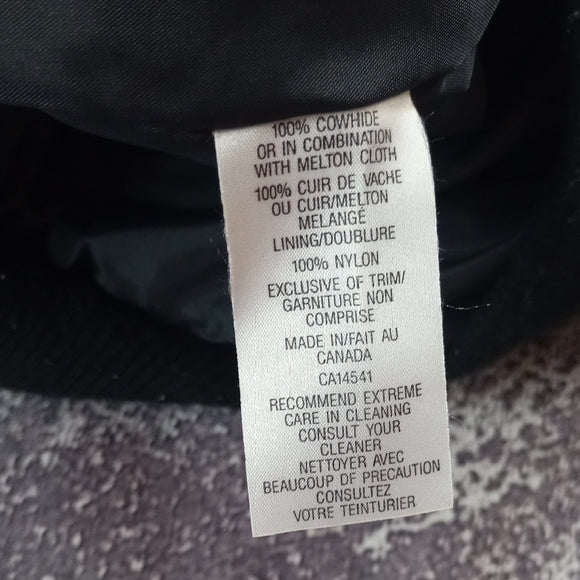 100% COWHIDE
OR IN COMBINATION
WITH MELTON CLOTH
100% CUIR DE VACHE
OU CUIR/MELTON
MELANGÉ
LINING/DOUBLURE
100% NYLON
EXCLUSIVE OF TRIM/
GARNITURE NON
COMPRISE
MADE IN/FAIT AU
CANADA
CA14541
RECOMMEND EXTREME
CARE IN CLEANING
CONSULT YOUR
CLEANER
NETTOYER AVEC
BEAUCOUP DE PRECAUTION
CONSULTEZ
VOTRE TEINTURIER